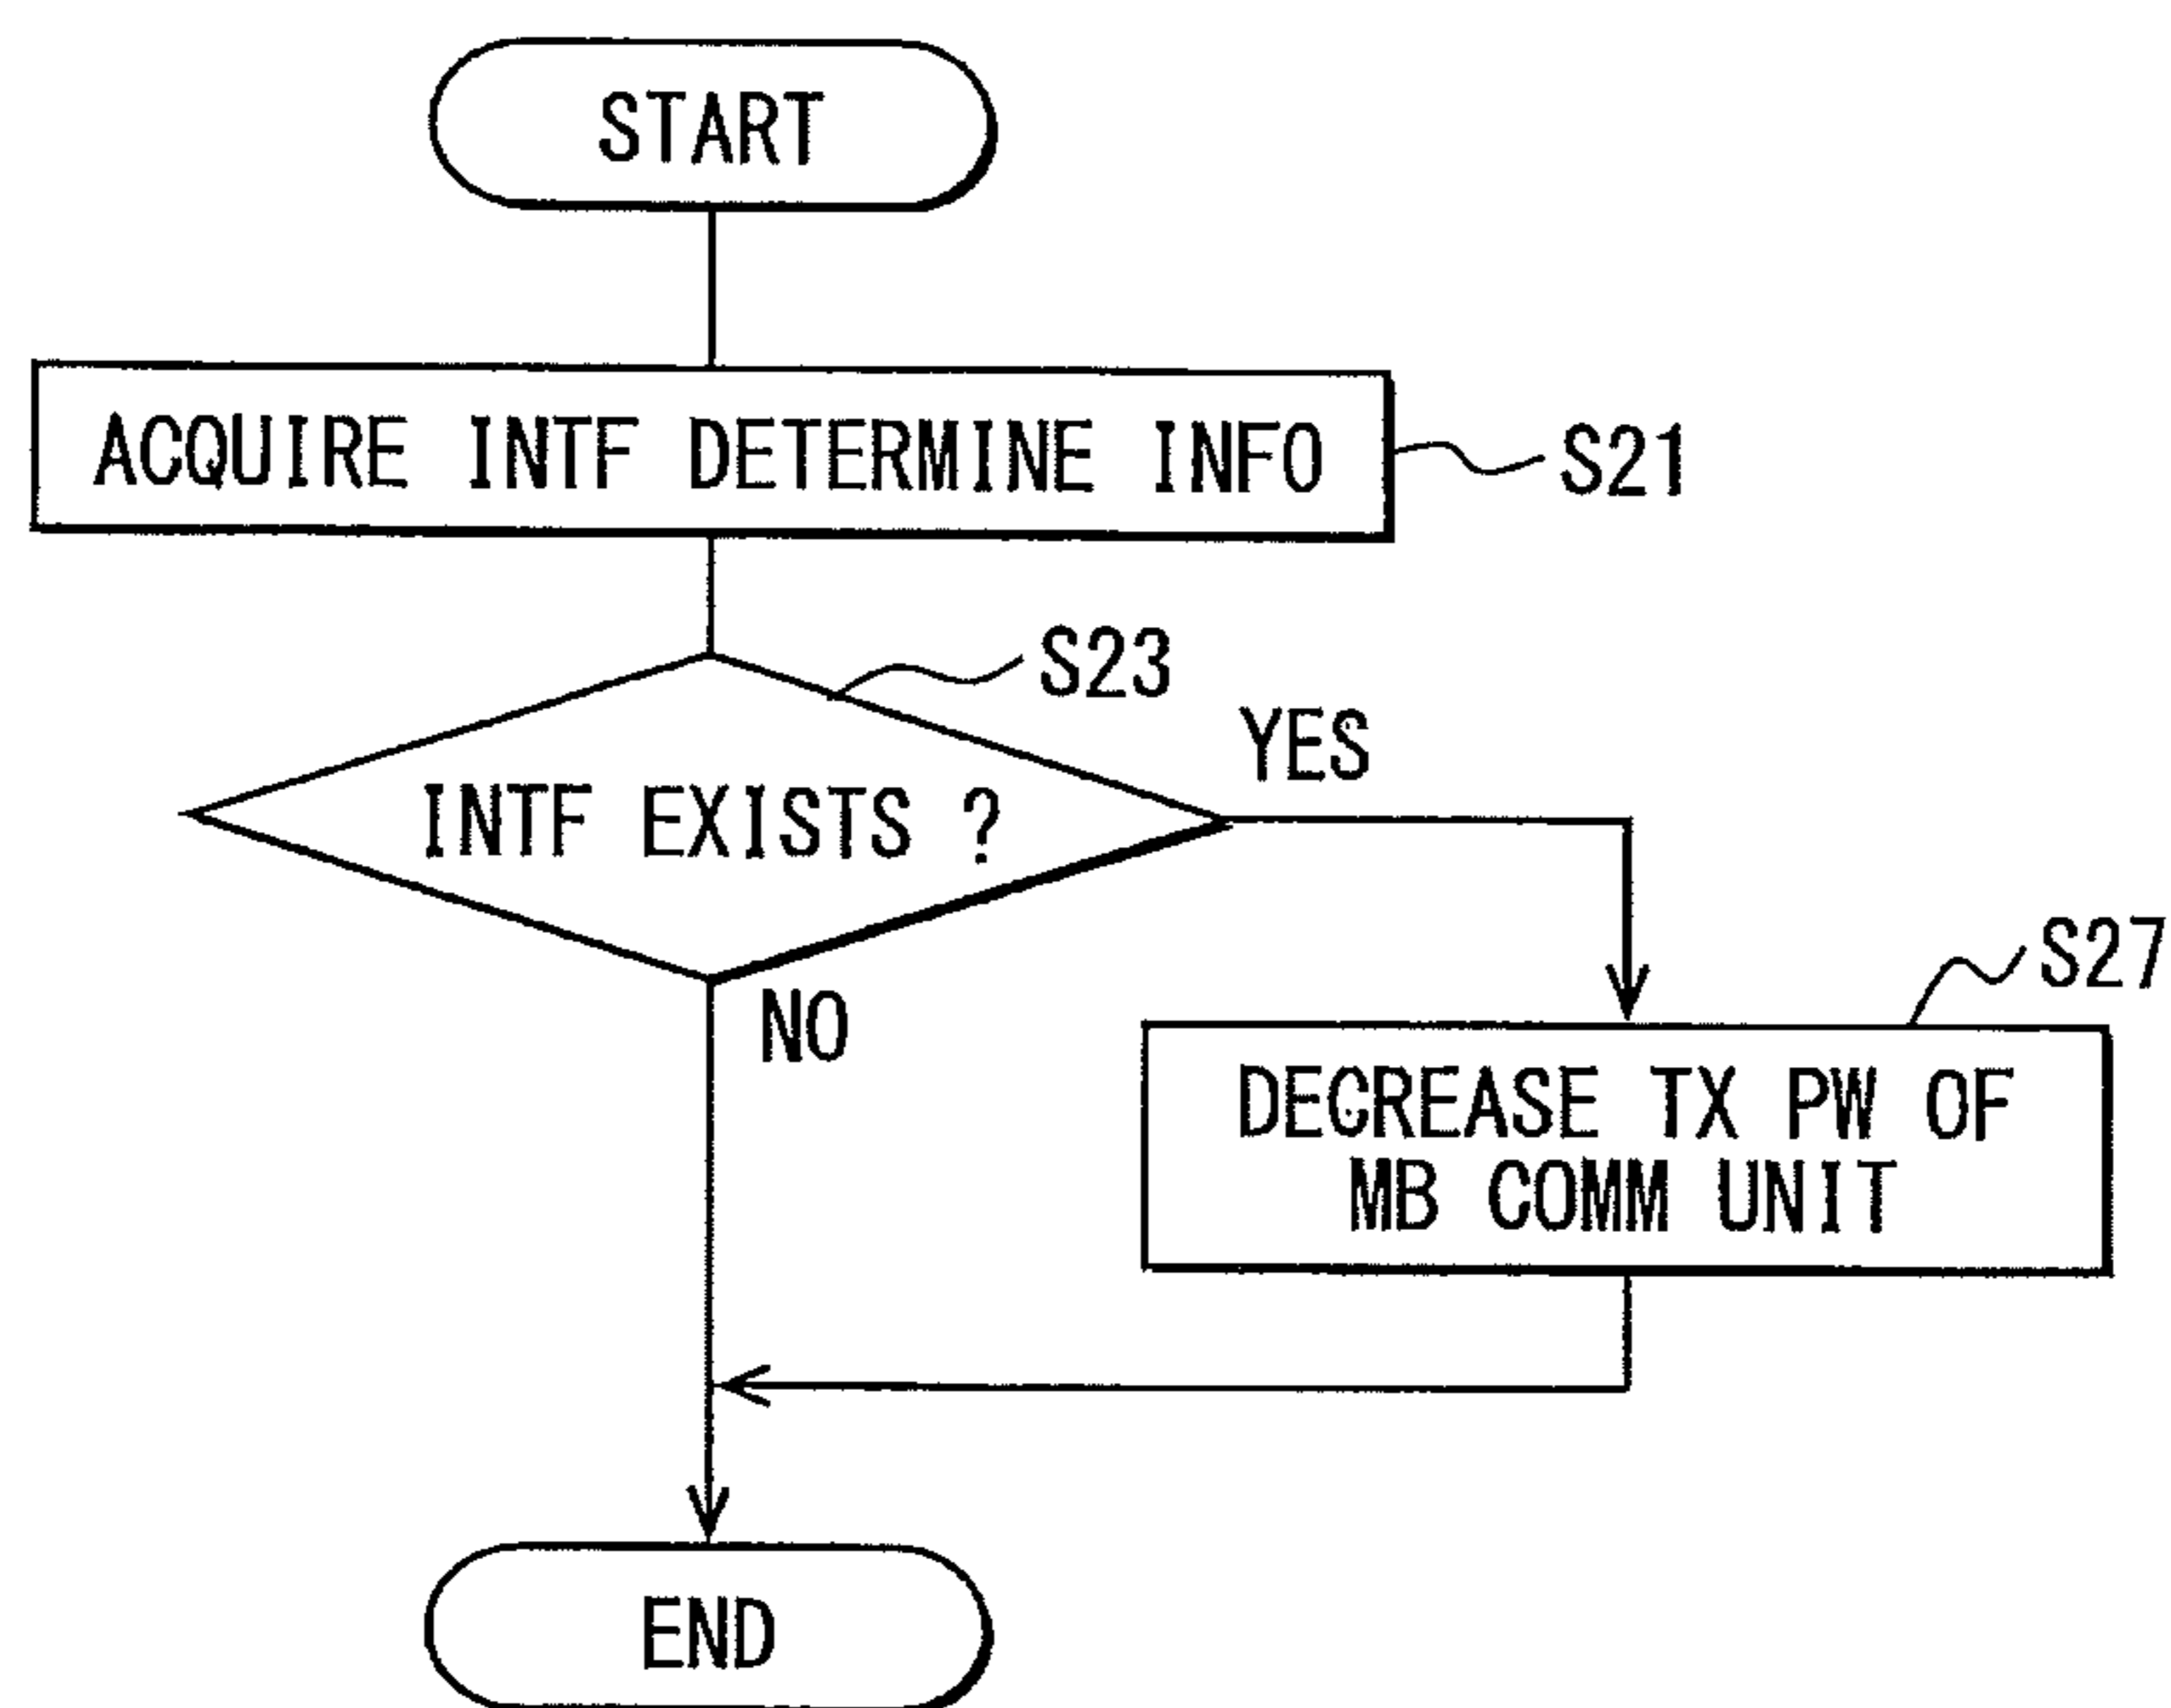 START
ACQUIRE INTF DETERMINE INFO
S21
S23
INTF EXISTS ?
YES
NO
S27
DECREASE TX PW OF
MB COMM UNIT
END